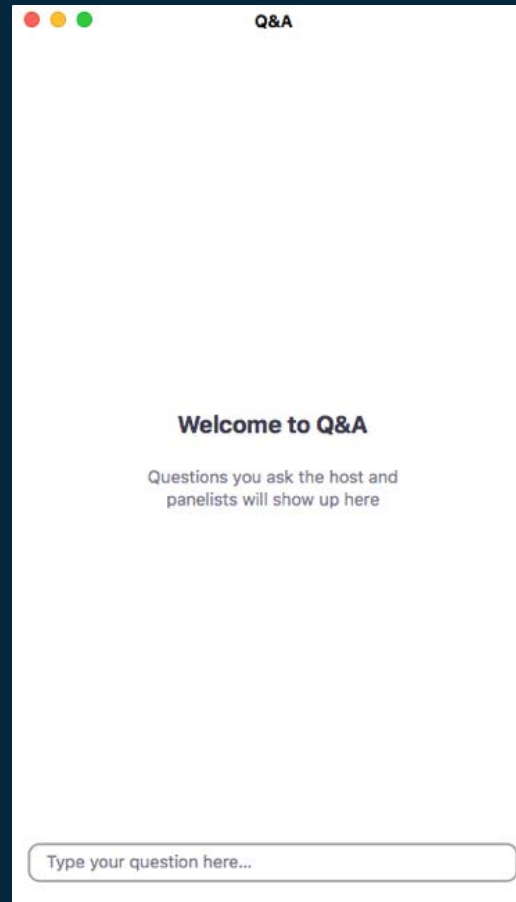 Q&A
Welcome to Q&A
Questions you ask the host and
panelists will show up here
Type your question here...